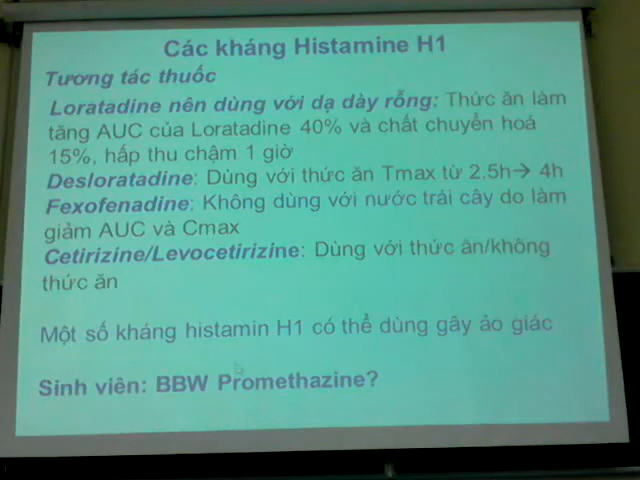 Các kháng Histamine H1
Tương tác thuốc
Loratadine nên dùng với dạ dày rỗng: Thức ăn làm
tăng AUC của Loratadine 40% và chất chuyển hoá
15%, hấp thu chậm 1 giờ
Desloratadine: Dùng với thức ăn Tmax từ 2.5h→ 4h
Fexofenadine: Không dùng với nước trái cây do làm
giảm AUC và Cmax
Cetirizine/Levocetirizine: Dùng với thức ăn/không
thức ăn
Một số kháng histamin H1 có thể dùng gây ảo giác
Sinh viên: BBW Promethazine?